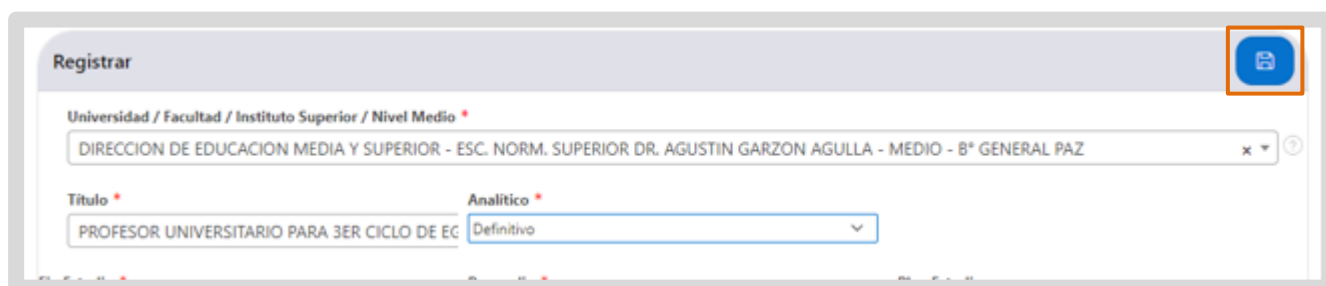 Registrar
Universidad / Facultad / Instituto Superior / Nivel Medio *
DIRECCION DE EDUCACION MEDIA Y SUPERIOR - ESC. NORM. SUPERIOR DR. AGUSTIN GARZON AGULLA - MEDIO - B° GENERAL PAZ x
Título * Analítico *
PROFESOR UNIVERSITARIO PARA 3ER CICLO DE EG Definitivo